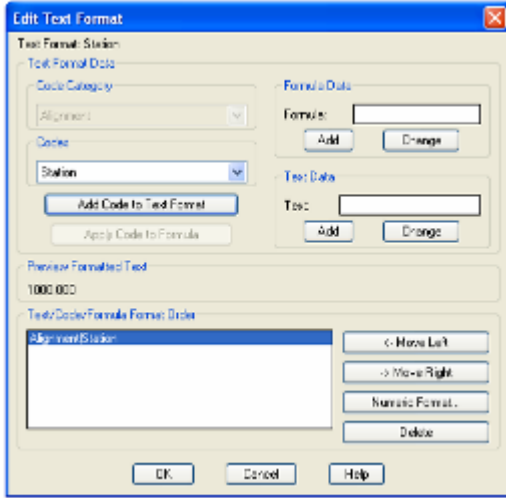 Edit Text Format
Text Format: Station
Text Format Data
Code Category
Alignment
Codes
Station
Add Code to Text Format
Apply Code to Formula
Formula Data
Formula:
Add Change
Text Data
Text:
Add Change
Preview Formatted Text
1000.000
Text/Code/Formula Format Order
Alignment|Station
<- Move Left
-> Move Right
Numeric Format..
Delete
OK Cancel Help